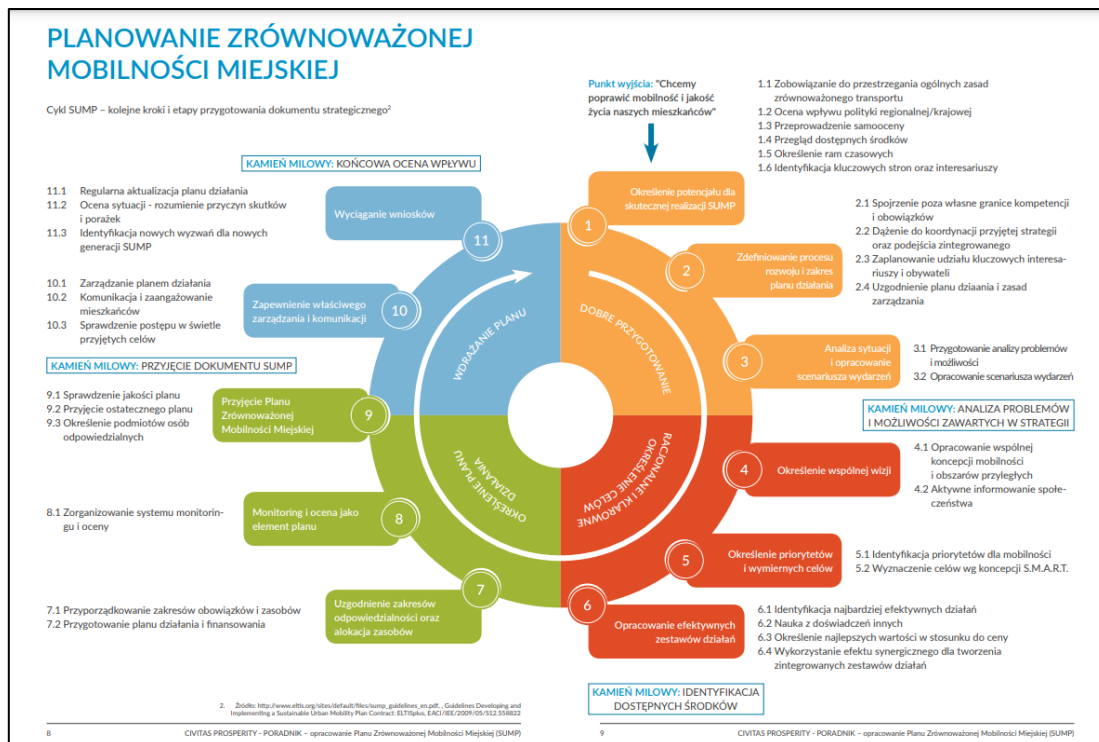 PLANOWANIE ZRÓWNOWAŻONEJ
MOBILNOŚCI MIEJSKIEJ
Cykl SUMP – kolejne kroki i etapy przygotowania dokumentu strategicznego²
Punkt wyjścia: "Chcemy
poprawić mobilność i jakość
życia naszych mieszkańców"
1.1 Zobowiązanie do przestrzegania ogólnych zasad
zrównoważonego transportu
1.2 Ocena wpływu polityki regionalnej/krajowej
1.3 Przeprowadzenie samooceny
1.4 Przegląd dostępnych środków
1.5 Określenie ram czasowych
1.6 Identyfikacja kluczowych stron oraz interesariuszy
Określenie potencjału dla
skutecznej realizacji SUMP
1
2.1 Spojrzenie poza własne granice kompetencji
i obowiązków
2.2 Dążenie do koordynacji przyjętej strategii
oraz podejścia zintegrowanego
2.3 Zaplanowanie udziału kluczowych interesa-
riuszy i obywateli
2.4 Uzgodnienie planu dziaania i zasad
zarządzania
Zdefiniowanie procesu
rozwoju i zakres
planu działania
2
DOBRE PRZYGOTOWANIE
Analiza sytuacji
i opracowanie
scenariusza wydarzeń
3
3.1 Przygotowanie analizy problemów
i możliwości
3.2 Opracowanie scenariusza wydarzeń
KAMIEŃ MILOWY: ANALIZA PROBLEMÓW
I MOŻLIWOŚCI ZAWARTYCH W STRATEGII
4
Określenie wspólnej wizji
4.1 Opracowanie wspólnej
koncepcji mobilności
i obszarów przyległych
4.2 Aktywne informowanie społe-
czeństwa
RACJONALNE I KLAROWNE
OKREŚLENIE CELÓW
5
Określenie priorytetów
i wymiernych celów
5.1 Identyfikacja priorytetów dla mobilności
5.2 Wyznaczenie celów wg koncepcji S.M.A.R.T.
6
Opracowanie efektywnych
zestawów działań
6.1 Identyfikacja najbardziej efektywnych działań
6.2 Nauka z doświadczeń innych
6.3 Określenie najlepszych wartości w stosunku do ceny
6.4 Wykorzystanie efektu synergicznego dla tworzenia
zintegrowanych zestawów działań
KAMIEŃ MILOWY: IDENTYFIKACJA
DOSTĘPNYCH ŚRODKÓW
7
Uzgodnienie zakresów
odpowiedzialności oraz
alokacja zasobów
7.1 Przyporządkowanie zakresów obowiązków i zasobów
7.2 Przygotowanie planu działania i finansowania
OKREŚLENIE PLANU
DZIAŁANIA
8
Monitoring i ocena jako
element planu
8.1 Zorganizowanie systemu monitorin-
gu i oceny
9
Przyjęcie Planu
Zrównoważonej
Mobilności Miejskiej
9.1 Sprawdzenie jakości planu
9.2 Przyjęcie ostatecznego planu
9.3 Określenie podmiotów osób
odpowiedzialnych
KAMIEŃ MILOWY: PRZYJĘCIE DOKUMENTU SUMP
10
Zapewnienie właściwego
zarządzania i komunikacji
10.1 Zarządzanie planem działania
10.2 Komunikacja i zaangażowanie
mieszkańców
10.3 Sprawdzenie postępu w świetle
przyjętych celów
WDRAŻANIE PLANU
11
Wyciąganie wniosków
11.1 Regularna aktualizacja planu działania
11.2 Ocena sytuacji - rozumienie przyczyn skutków
i porażek
11.3 Identyfikacja nowych wyzwań dla nowych
generacji SUMP
KAMIEŃ MILOWY: KOŃCOWA OCENA WPŁYWU
2. Źródło: http://www.eltis.org/sites/default/files/sump_guidelines_en.pdf, , Guidelines Developing and
Implementing a Sustainable Urban Mobility Plan Contract: ELTISplus, EACI/IEE/2009/05/S12.558822
8
CIVITAS PROSPERITY - PORADNIK – opracowanie Planu Zrównoważonej Mobilności Miejskiej (SUMP)
9
CIVITAS PROSPERITY - PORADNIK – opracowanie Planu Zrównoważonej Mobilności Miejskiej (SUMP)